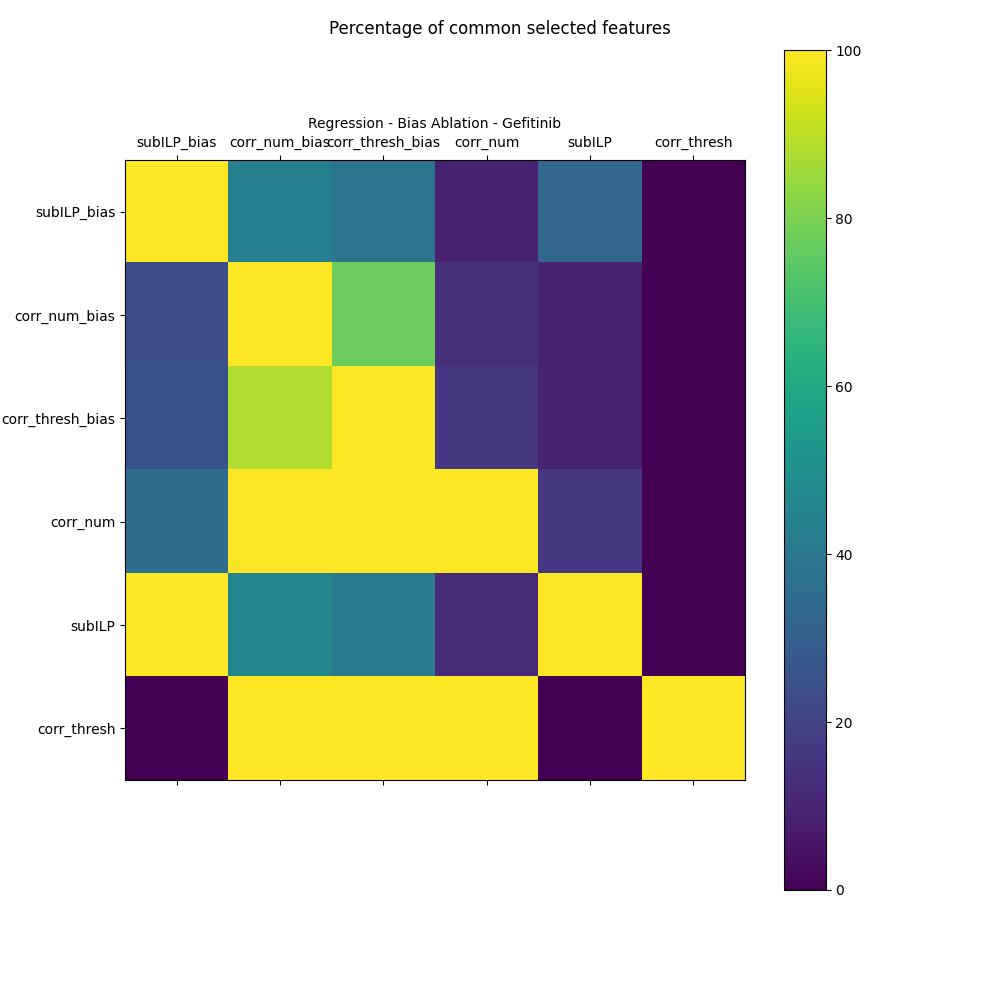 Percentage of common selected features
Regression - Bias Ablation - Gefitinib
subILP_bias corr_num_bias corr_thresh_bias corr_num subILP corr_thresh
subILP_bias
corr_num_bias
corr_thresh_bias
corr_num
subILP
corr_thresh
100
80
60
40
20
0